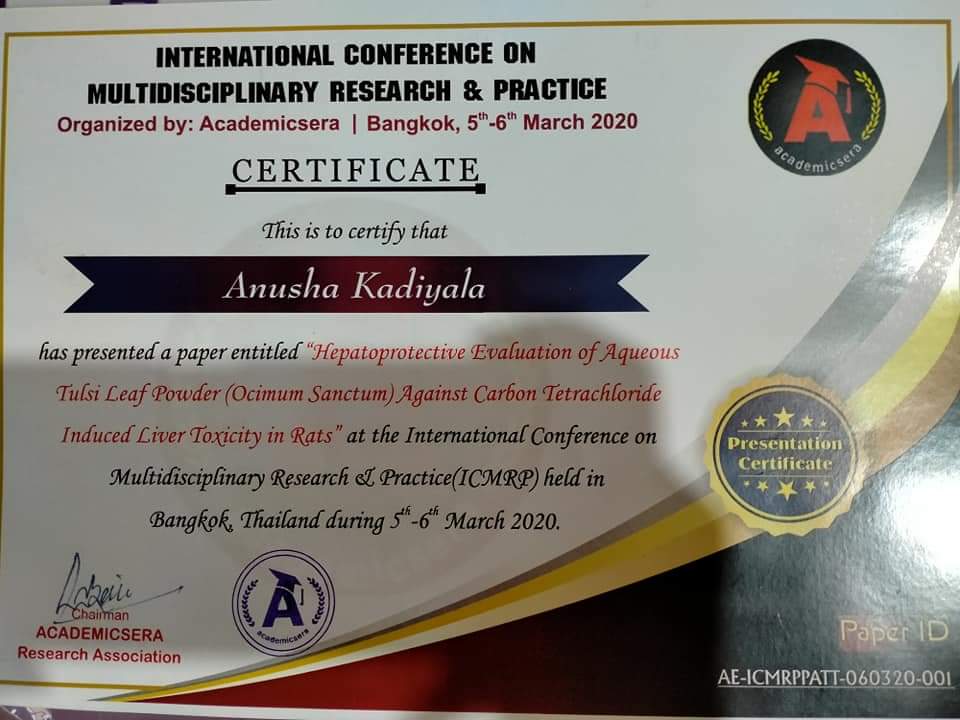 INTERNATIONAL CONFERENCE ON
MULTIDISCIPLINARY RESEARCH & PRACTICE
Organized by: Academicsera | Bangkok, 5th-6th March 2020
A
academicsera
CERTIFICATE
This is to certify that
Anusha Kadiyala
has presented a paper entitled “Hepatoprotective Evaluation of Aqueous
Tulsi Leaf Powder (Ocimum Sanctum) Against Carbon Tetrachloride
Induced Liver Toxicity in Rats” at the International Conference on
Multidisciplinary Research & Practice(ICMRP) held in
Bangkok, Thailand during 5th-6th March 2020.
Presentation
Certificate
Chairman
ACADEMICSERA
Research Association
A
academicsera
Paper ID
AE-ICMRPPATT-060320-001